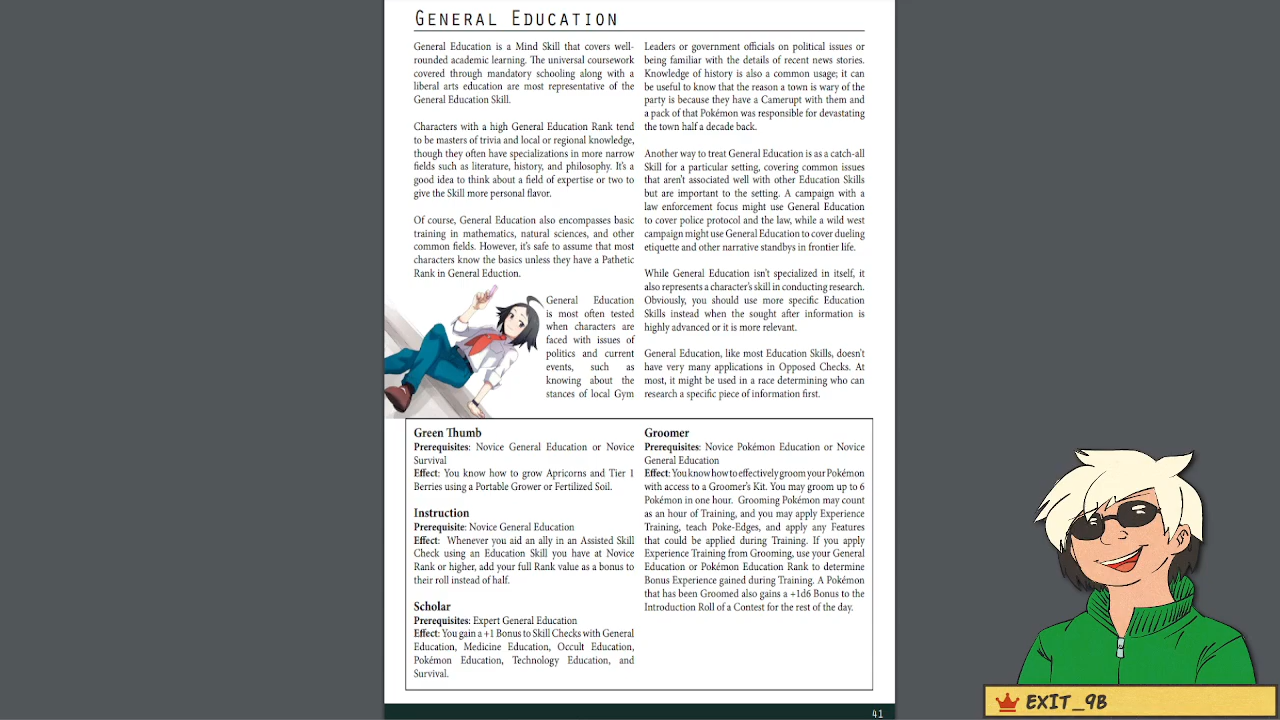 General Education
General Education is a Mind Skill that covers well-
rounded academic learning. The universal coursework
covered through mandatory schooling along with a
liberal arts education are most representative of the
General Education Skill.
Characters with a high General Education Rank tend
to be masters of trivia and local or regional knowledge,
though they often have specializations in more narrow
fields such as literature, history, and philosophy. It's a
good idea to think about a field of expertise or two to
give the Skill more personal flavor.
Of course, General Education also encompasses basic
training in mathematics, natural sciences, and other
common fields. However, it's safe to assume that most
characters know the basics unless they have a Pathetic
Rank in General Eduction.
General Education
is most often tested
when characters are
faced with issues of
politics and current
events, such as
knowing about the
stances of local Gym
Leaders or government officials on political issues or
being familiar with the details of recent news stories.
Knowledge of history is also a common usage; it can
be useful to know that the reason a town is wary of the
party is because they have a Camerupt with them and
a pack of that Pokémon was responsible for devastating
the town half a decade back.
Another way to treat General Education is as a catch-all
Skill for a particular setting, covering common issues
that aren't associated well with other Education Skills
but are important to the setting. A campaign with a
law enforcement focus might use General Education
to cover police protocol and the law, while a wild west
campaign might use General Education to cover dueling
etiquette and other narrative standbys in frontier life.
While General Education isn't specialized in itself, it
also represents a character's skill in conducting research.
Obviously, you should use more specific Education
Skills instead when the sought after information is
highly advanced or it is more relevant.
General Education, like most Education Skills, doesn't
have very many applications in Opposed Checks. At
most, it might be used in a race determining who can
research a specific piece of information first.
Green Thumb
Prerequisites: Novice General Education or Novice
Survival
Effect: You know how to grow Apricorns and Tier 1
Berries using a Portable Grower or Fertilized Soil.
Instruction
Prerequisite: Novice General Education
Effect: Whenever you aid an ally in an Assisted Skill
Check using an Education Skill you have at Novice
Rank or higher, add your full Rank value as a bonus to
their roll instead of half.
Scholar
Prerequisites: Expert General Education
Effect: You gain a +1 Bonus to Skill Checks with General
Education, Medicine Education, Occult Education,
Pokémon Education, Technology Education, and
Survival.
Groomer
Prerequisites: Novice Pokémon Education or Novice
General Education
Effect: You know how to effectively groom your Pokémon
with access to a Groomer's Kit. You may groom up to 6
Pokémon in one hour. Grooming Pokémon may count
as an hour of Training, and you may apply Experience
Training, teach Poke-Edges, and apply any Features
that could be applied during Training. If you apply
Experience Training from Grooming, use your General
Education or Pokémon Education Rank to determine
Bonus Experience gained during Training. A Pokémon
that has been Groomed also gains a +1d6 Bonus to the
Introduction Roll of a Contest for the rest of the day.
41
EXIT_9B